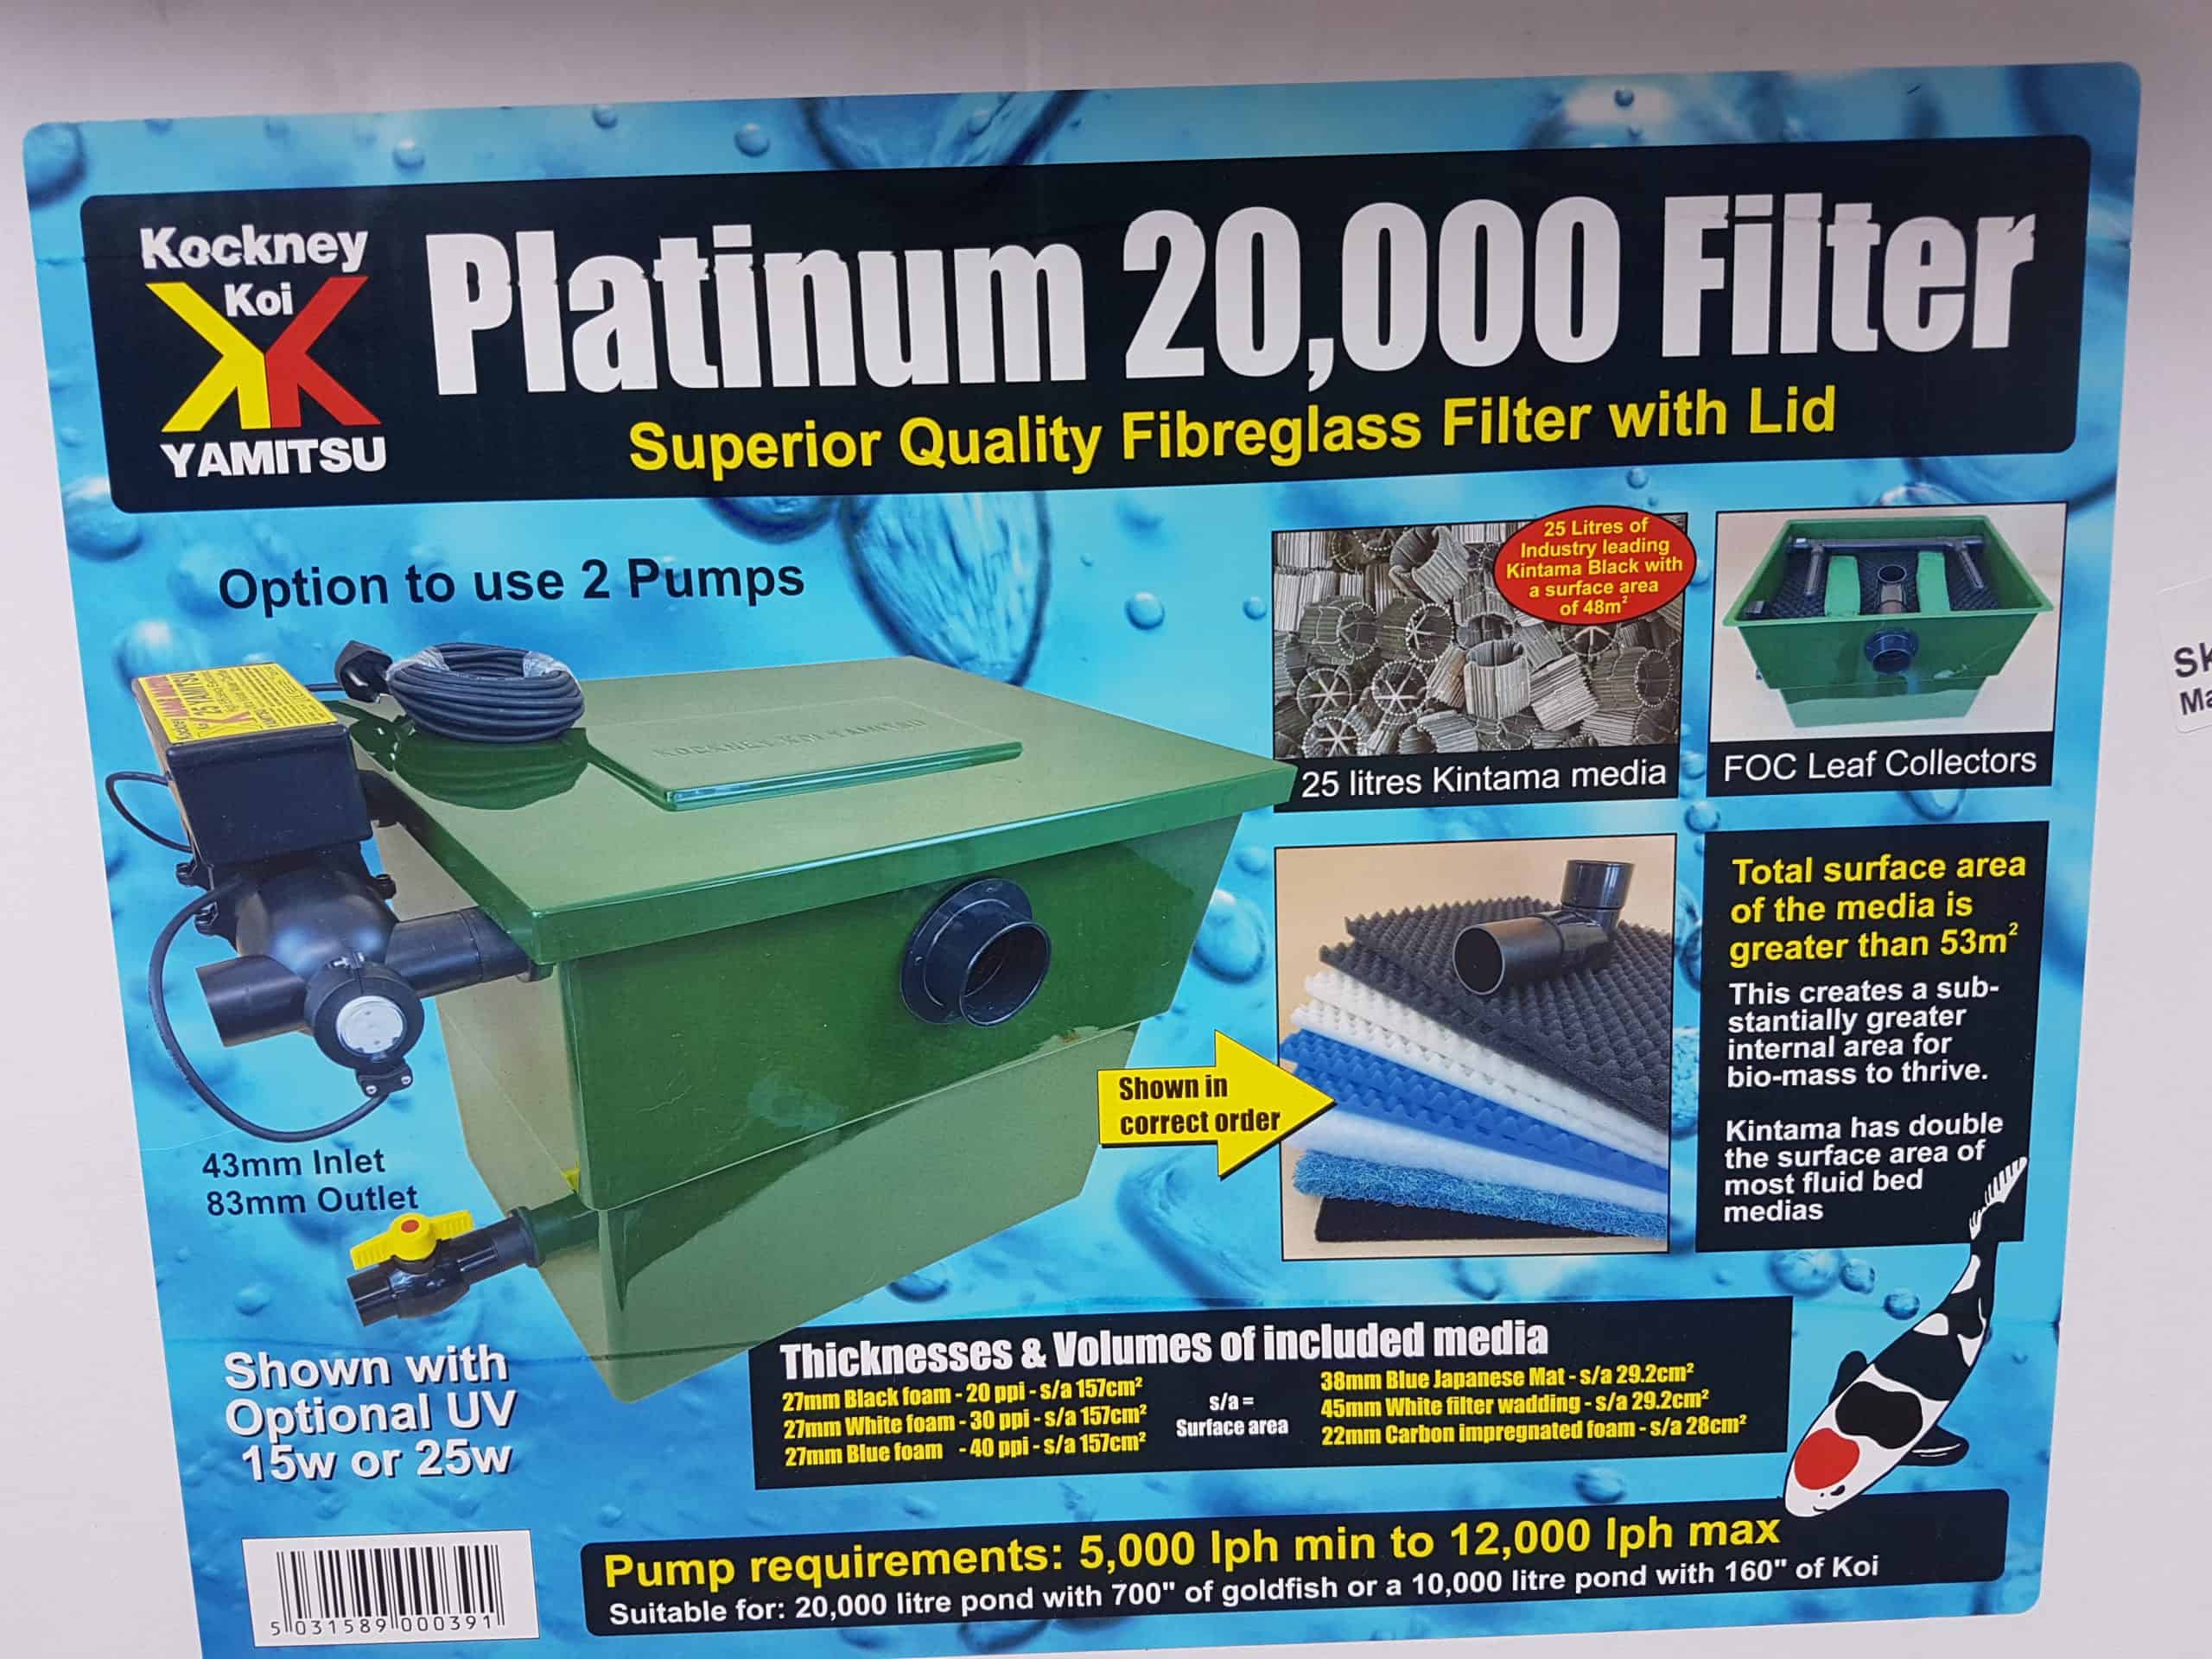 Kockney
Koi
YAMITSU
Platinum 20,000 Filter
Superior Quality Fibreglass Filter with Lid
Option to use 2 Pumps
25 Litres of
Industry leading
Kintama Black with
a surface area
of 48m²
25 litres Kintama media
FOC Leaf Collectors
SK
Ma
KOCKNEY KOI YAMITSU
Total surface area
of the media is
greater than 53m²
This creates a sub-
stantially greater
internal area for
bio-mass to thrive.
Kintama has double
the surface area of
most fluid bed
medias
Shown in
correct order
43mm Inlet
83mm Outlet
Shown with
Optional UV
15w or 25w
Thicknesses & Volumes of included media
27mm Black foam - 20 ppi - s/a 157cm²
27mm White foam - 30 ppi - s/a 157cm²
27mm Blue foam - 40 ppi - s/a 157cm²
s/a =
Surface area
38mm Blue Japanese Mat - s/a 29.2cm²
45mm White filter wadding - s/a 29.2cm²
22mm Carbon impregnated foam - s/a 28cm²
Pump requirements: 5,000 lph min to 12,000 lph max
Suitable for: 20,000 litre pond with 700" of goldfish or a 10,000 litre pond with 160" of Koi
5 031589 000391